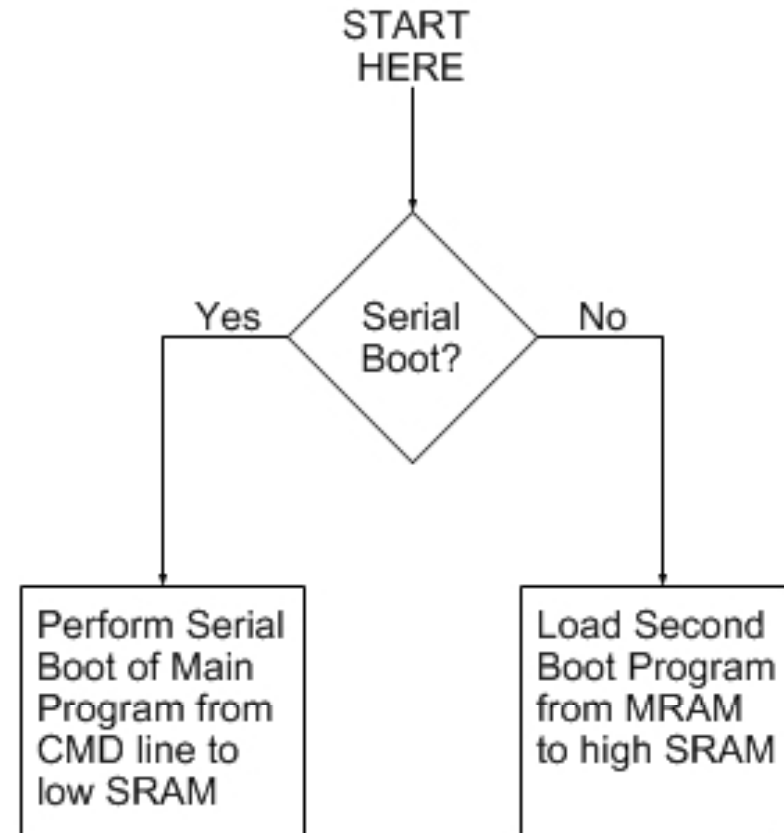 START
HERE
Yes
Serial
Boot?
No
Perform Serial
Boot of Main
Program from
CMD line to
low SRAM
Load Second
Boot Program
from MRAM
to high SRAM